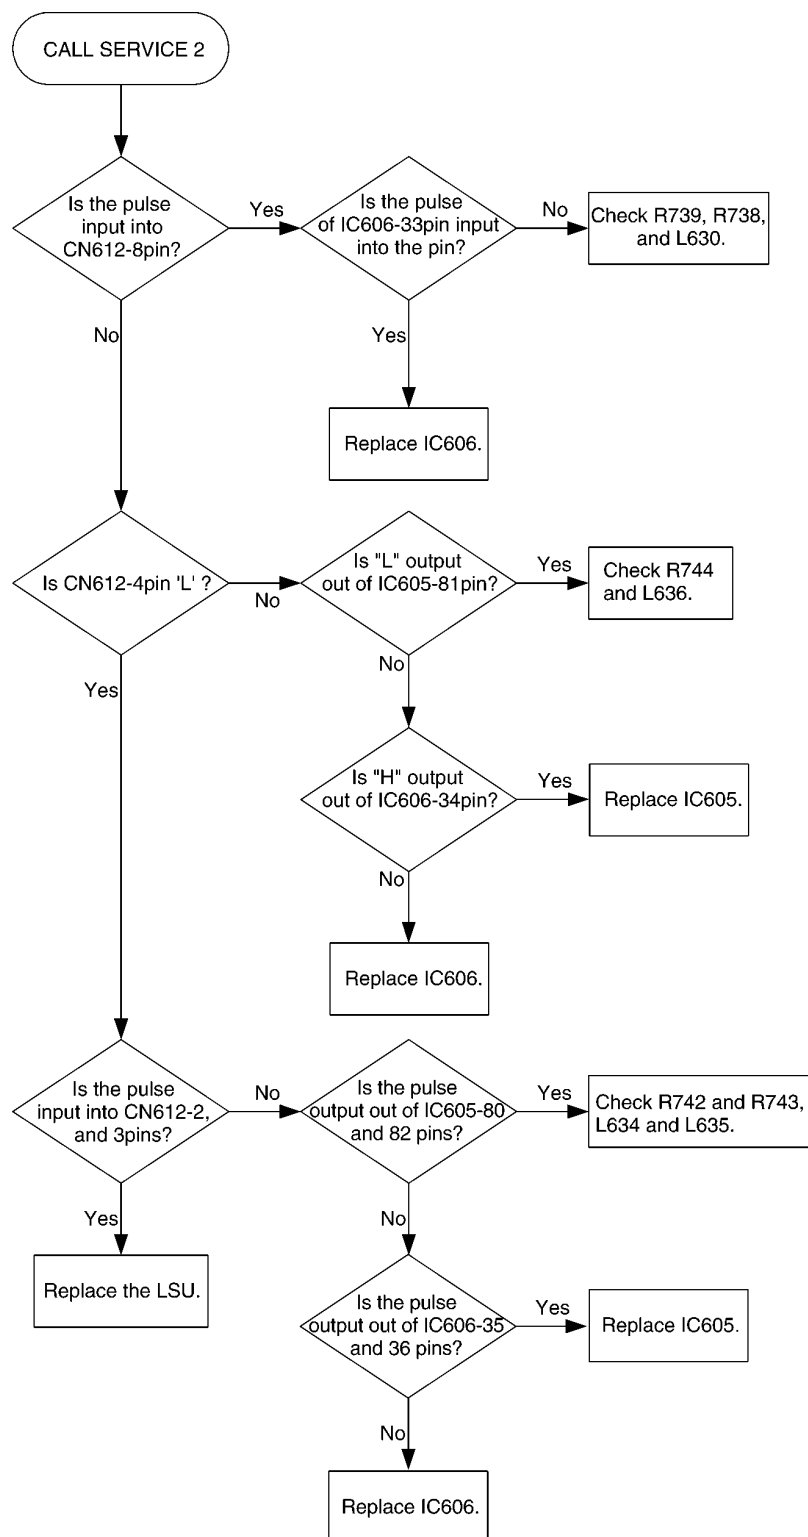 CALL SERVICE 2
Is the pulse
input into
CN612-8pin?
Yes
Is the pulse
of IC606-33pin input
into the pin?
No
Check R739, R738,
and L630.
No
Yes
Replace IC606.
Is CN612-4pin 'L' ?
No
Is "L" output
out of IC605-81pin?
Yes
Check R744
and L636.
Yes
No
Is "H" output
out of IC606-34pin?
Yes
Replace IC605.
No
Replace IC606.
Is the pulse
input into CN612-2,
and 3pins?
No
Is the pulse
output out of IC605-80
and 82 pins?
Yes
Check R742 and R743,
L634 and L635.
Yes
No
Replace the LSU.
Is the pulse
output out of IC606-35
and 36 pins?
Yes
Replace IC605.
No
Replace IC606.